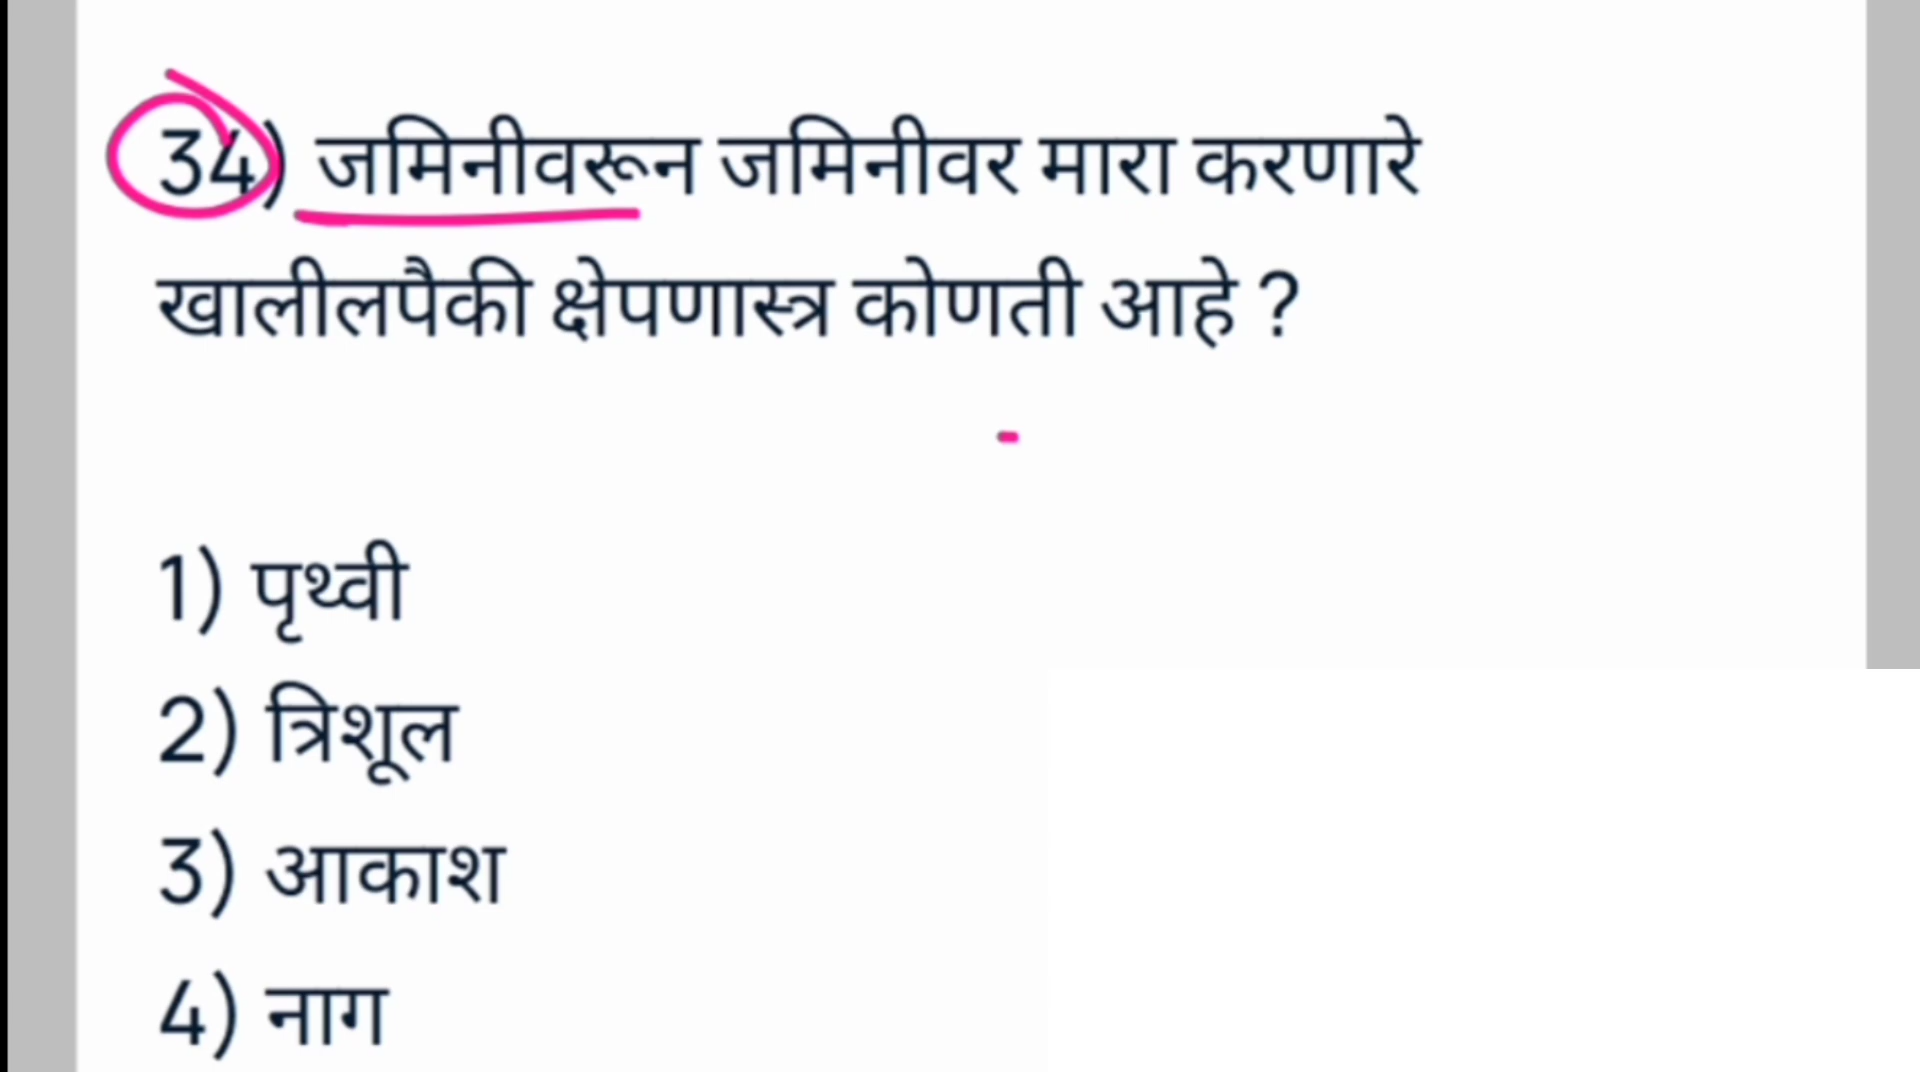 34) जमिनीवरून जमिनीवर मारा करणारे
खालीलपैकी क्षेपणास्त्र कोणती आहे ?
1) पृथ्वी
2) त्रिशूल
3) आकाश
4) नाग